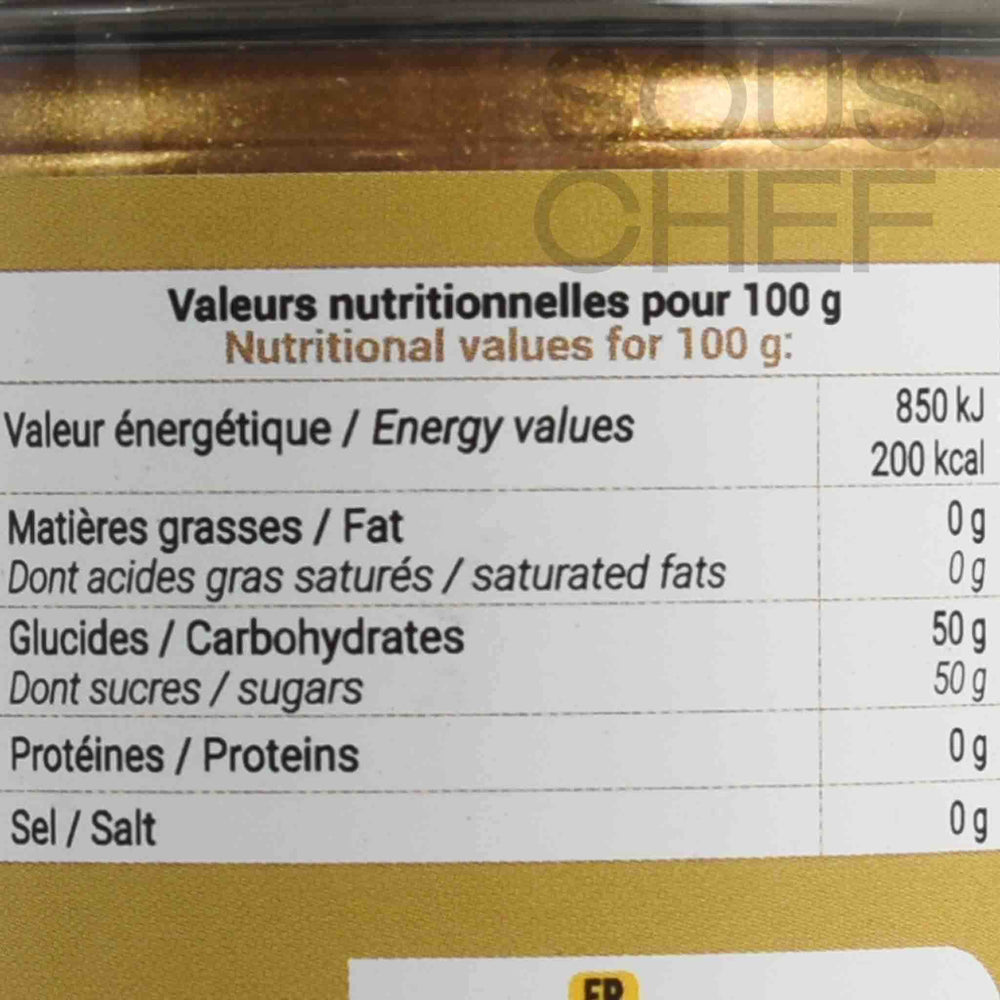 SOUS
CHEF
Valeurs nutritionnelles pour 100 g
Nutritional values for 100 g:
Valeur énergétique / Energy values
850 kJ
200 kcal
Matières grasses / Fat 0 g
Dont acides gras saturés / saturated fats 0 g
Glucides / Carbohydrates 50 g
Dont sucres / sugars 50 g
Protéines / Proteins 0 g
Sel / Salt 0 g
FR